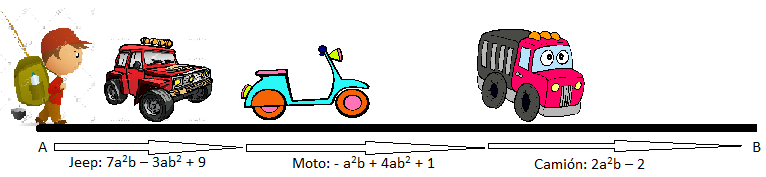 A B
Jeep: 7a²b – 3ab² + 9 Moto: - a²b + 4ab² + 1 Camión: 2a²b – 2